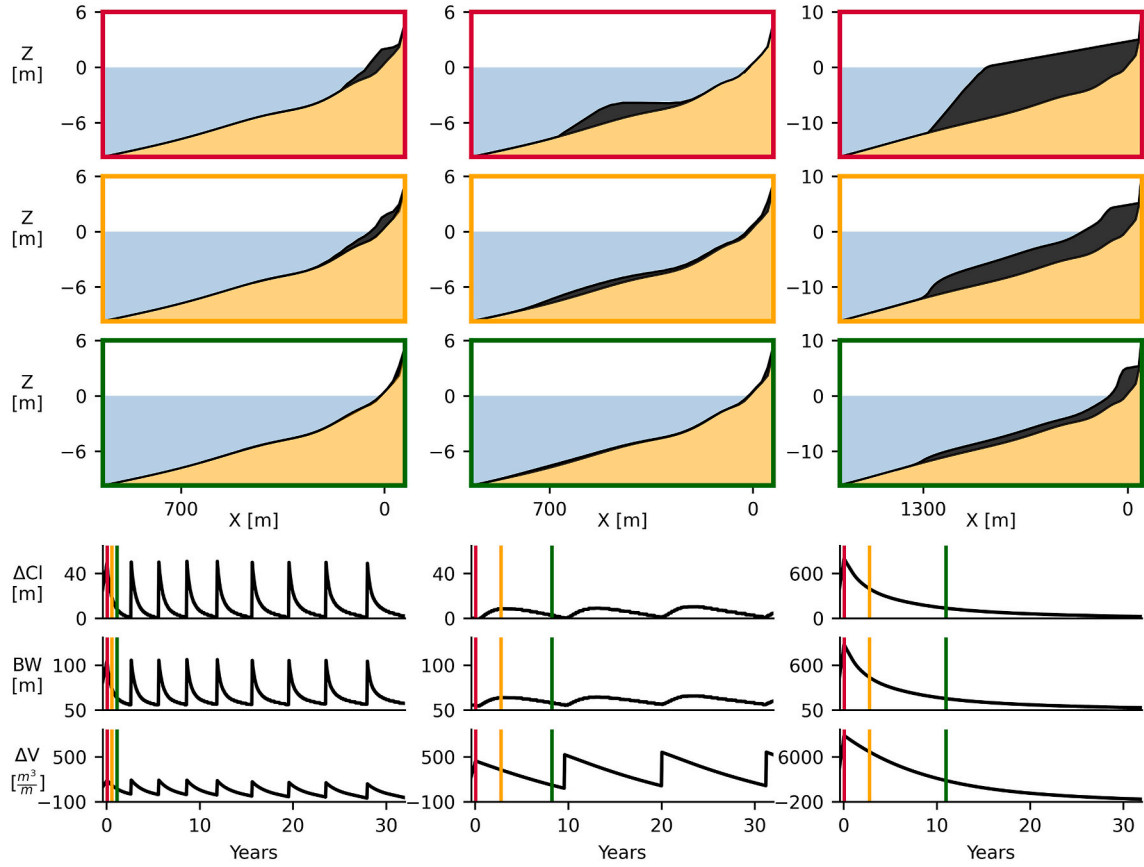 6 6 10
Z
[m] 0 0 0
−6 −6 −10
6 6 10
Z
[m] 0 0 0
−6 −6 −10
6 6 10
Z
[m] 0 0 0
−6 −6 −10
700 0 700 0 1300 0
X [m] X [m] X [m]
ΔCl
[m] 40 0 40 0 600 0
BW
[m] 100 50 100 50 600 50
ΔV
[m³/m] 500 −100 500 −100 6000 −200
0 10 20 30 0 10 20 30 0 10 20 30
Years Years Years